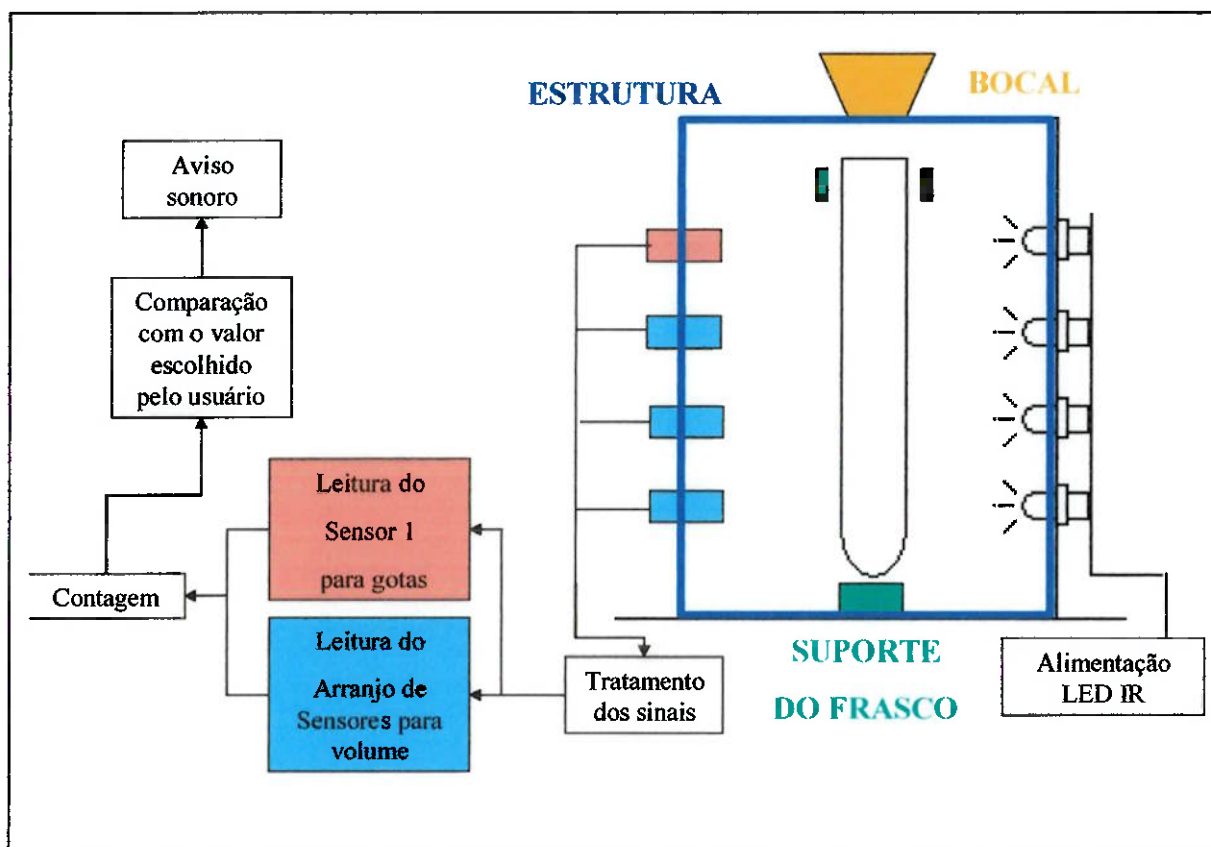 ESTRUTURA
BOCAL
Aviso
sonoro
Comparação
com o valor
escolhido
pelo usuário
Leitura do
Sensor 1
para gotas
Contagem
Leitura do
Arranjo de
Sensores para
volume
Tratamento
dos sinais
SUPORTE
DO FRASCO
Alimentação
LED IR